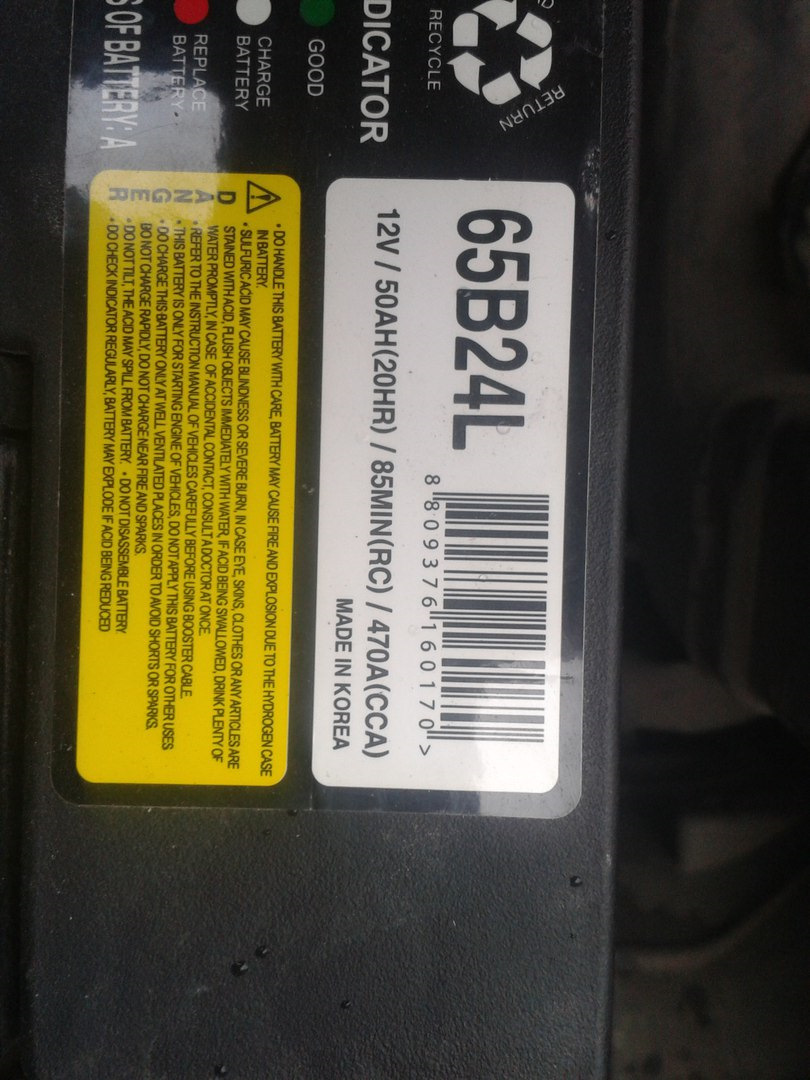 RETURN
RECYCLE
DICATOR
GOOD
CHARGE
BATTERY
REPLACE
BATTERY
S OF BATTERY: A
65B24L
8 809376 160170 >
12V / 50AH(20HR) / 85MIN(RC) / 470A(CCA)
MADE IN KOREA
DANGER
• DO HANDLE THIS BATTERY WITH CARE, BATTERY MAY CAUSE FIRE AND EXPLOSION DUE TO THE HYDROGEN CASE
IN BATTERY.
• SULFURIC ACID MAY CAUSE BLINDNESS OR SEVERE BURN, IN CASE EYE, SKINS, CLOTHES OR ANY ARTICLES ARE
STAINED WITH ACID, PLUSH OBJECTS IMMEDIATELY WITH WATER, IF ACID BEING SWALLOWED, DRINK PLENTY OF
WATER PROMPTLY, IN CASE OF ACCIDENTAL CONTACT, CONSULT A DOCTOR AT ONCE.
• REFER TO THE INSTRUCTION MANUAL OF VEHICLES CAREFULLY BEFORE USING BOOSTER CABLE.
• THIS BATTERY IS ONLY FOR STARTING ENGINE OF VEHICLES, DO NOT APPLY THIS BATTERY FOR OTHER USES
• DO CHARGE THIS BATTERY ONLY AT WELL VENTILATED PLACES IN ORDER TO AVOID SHORTS OR SPARKS.
DO NOT CHARGE RAPIDLY, DO NOT CHARGE NEAR FIRE AND SPARKS.
• DO NOT TILT, THE ACID MAY SPILL FROM BATTERY. • DO NOT DISASSEMBLE BATTERY
• DO CHECK INDICATOR REGULARLY, BATTERY MAY EXPLODE IF ACID BEING REDUCED